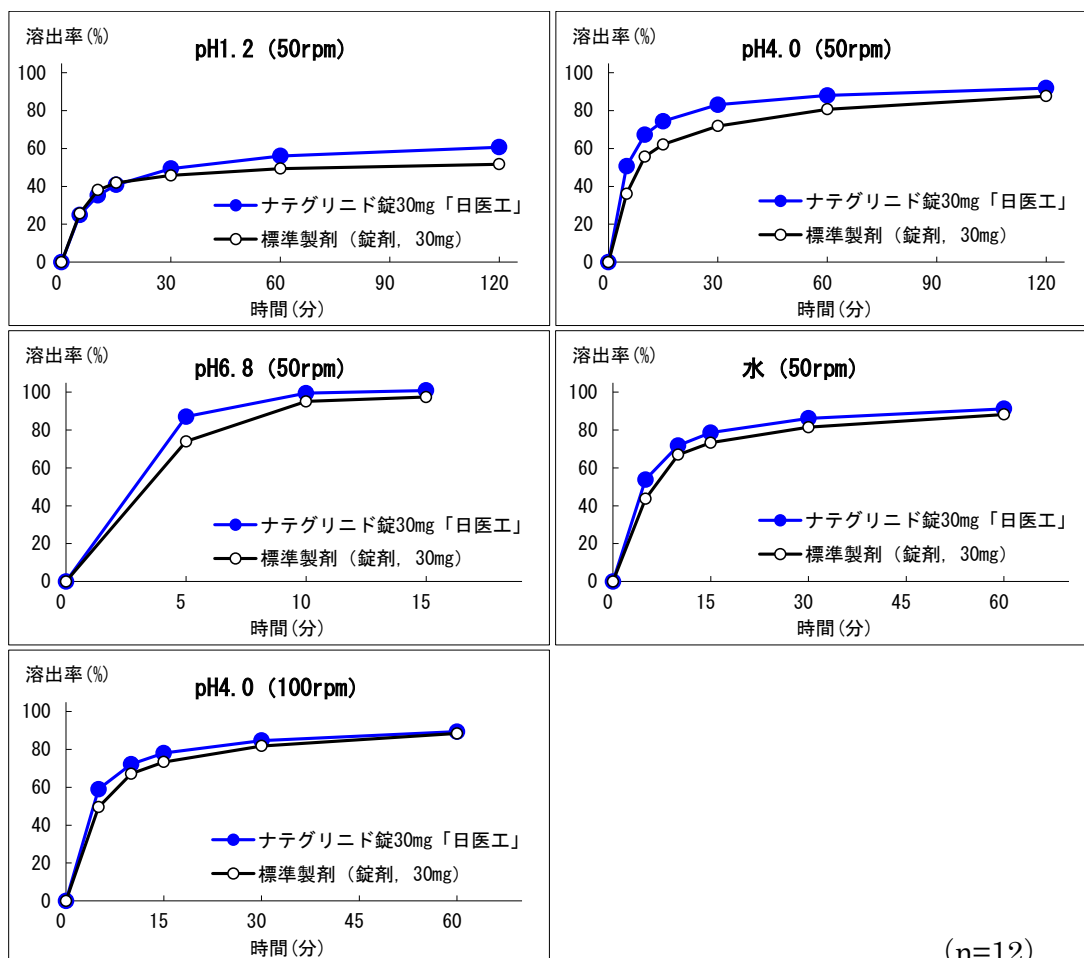 溶出率(%)
pH1.2 (50rpm)
100
80
60
40
20
0
ナテグリニド錠30mg「日医工」
標準製剤(錠剤, 30mg)
0 30 60 90 120
時間(分)
溶出率(%)
pH4.0 (50rpm)
100
80
60
40
20
0
ナテグリニド錠30mg「日医工」
標準製剤(錠剤, 30mg)
0 30 60 90 120
時間(分)
溶出率(%)
pH6.8 (50rpm)
100
80
60
40
20
0
ナテグリニド錠30mg「日医工」
標準製剤(錠剤, 30mg)
0 5 10 15
時間(分)
溶出率(%)
水 (50rpm)
100
80
60
40
20
0
ナテグリニド錠30mg「日医工」
標準製剤(錠剤, 30mg)
0 15 30 45 60
時間(分)
溶出率(%)
pH4.0 (100rpm)
100
80
60
40
20
0
ナテグリニド錠30mg「日医工」
標準製剤(錠剤, 30mg)
0 15 30 45 60
時間(分)
(n=12)